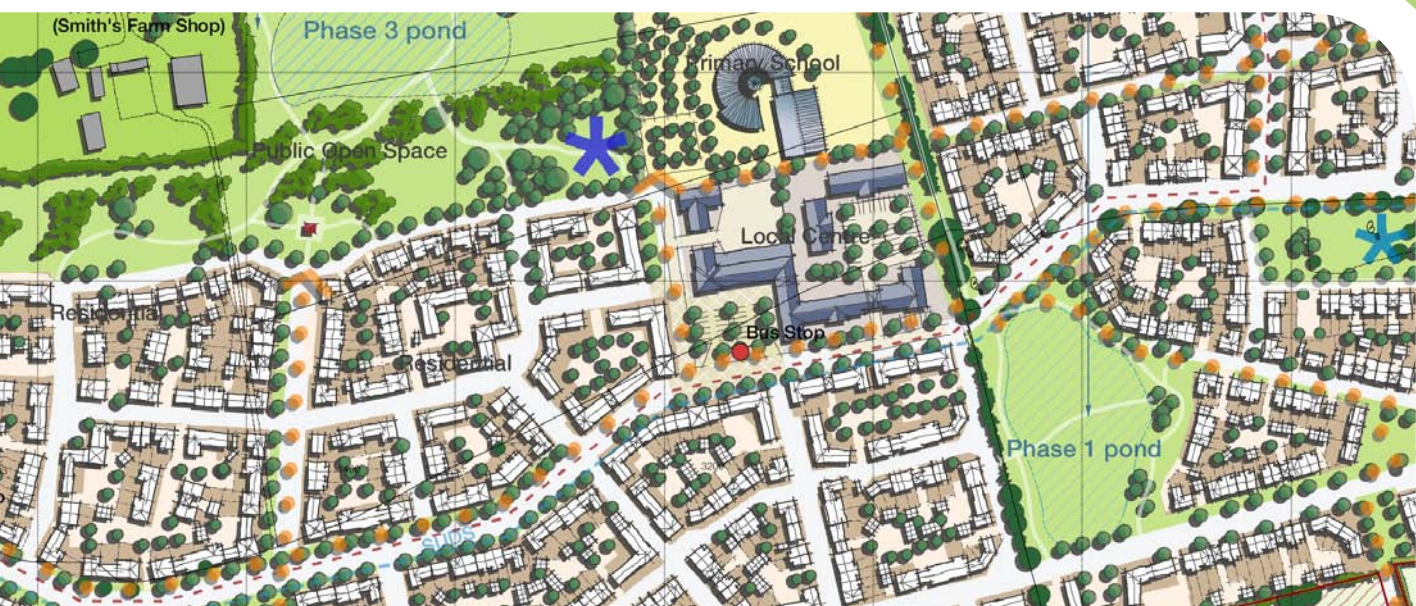 (Smith's Farm Shop)
Phase 3 pond
Primary School
Public Open Space
Local Centre
Residential
Bus Stop
Residential
Phase 1 pond
3200
SUDS